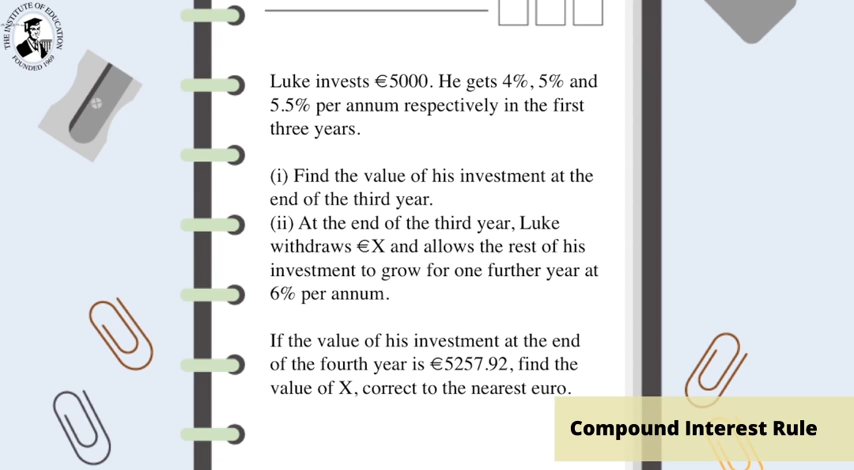 THE INSTITUTE OF EDUCATION
FOUNDED 1969
Luke invests €5000. He gets 4%, 5% and
5.5% per annum respectively in the first
three years.
(i) Find the value of his investment at the
end of the third year.
(ii) At the end of the third year, Luke
withdraws €X and allows the rest of his
investment to grow for one further year at
6% per annum.
If the value of his investment at the end
of the fourth year is €5257.92, find the
value of X, correct to the nearest euro.
Compound Interest Rule